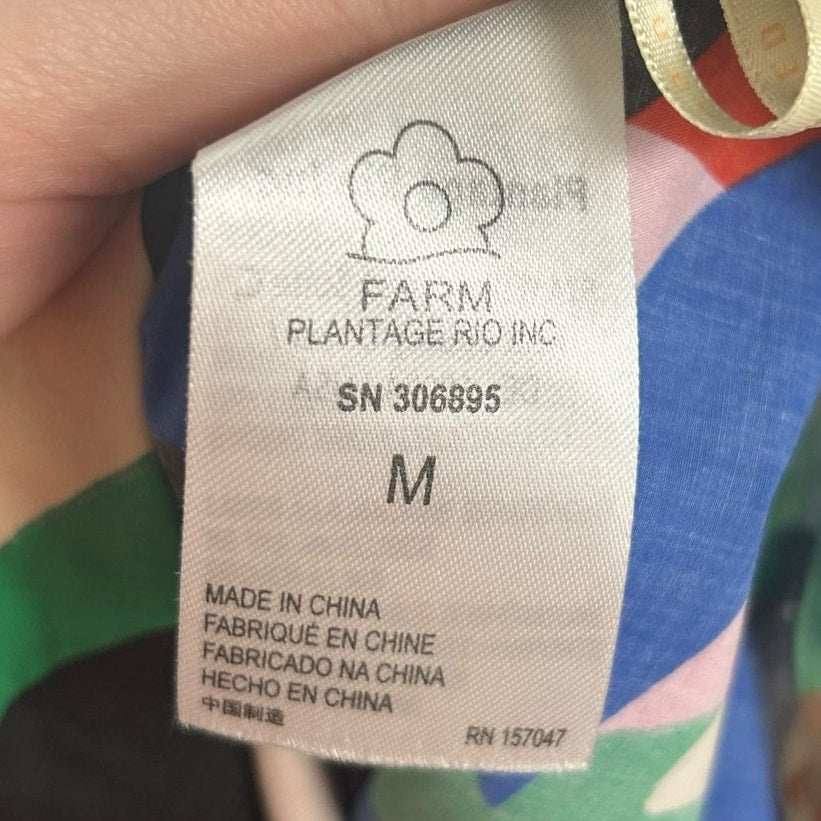 FARM
PLANTAGE RIO INC
SN 306895
M
MADE IN CHINA
FABRIQUÉ EN CHINE
FABRICADO NA CHINA
HECHO EN CHINA
中国制造
RN 157047